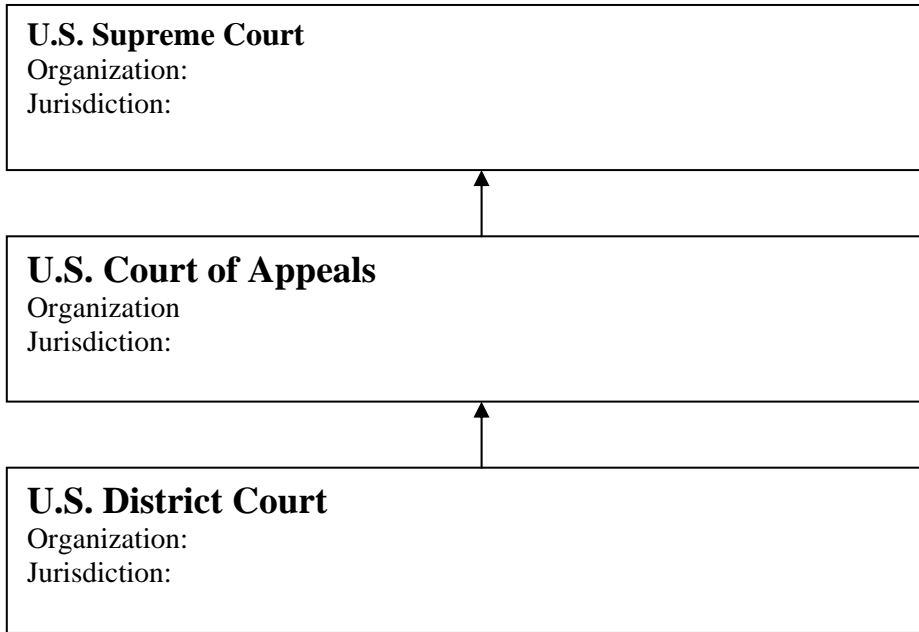 U.S. Supreme Court
Organization:
Jurisdiction:
U.S. Court of Appeals
Organization
Jurisdiction:
U.S. District Court
Organization:
Jurisdiction: